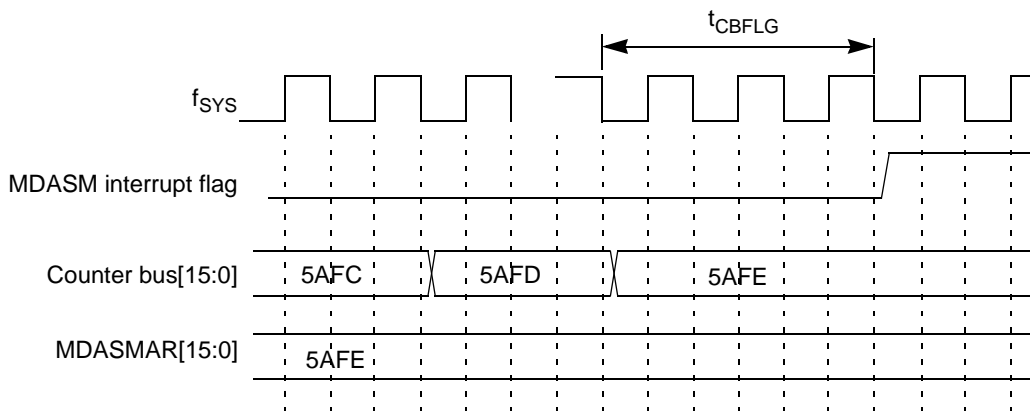 tCBFLG
fSYS
MDASM interrupt flag
Counter bus[15:0]
5AFC
5AFD
5AFE
MDASMAR[15:0]
5AFE